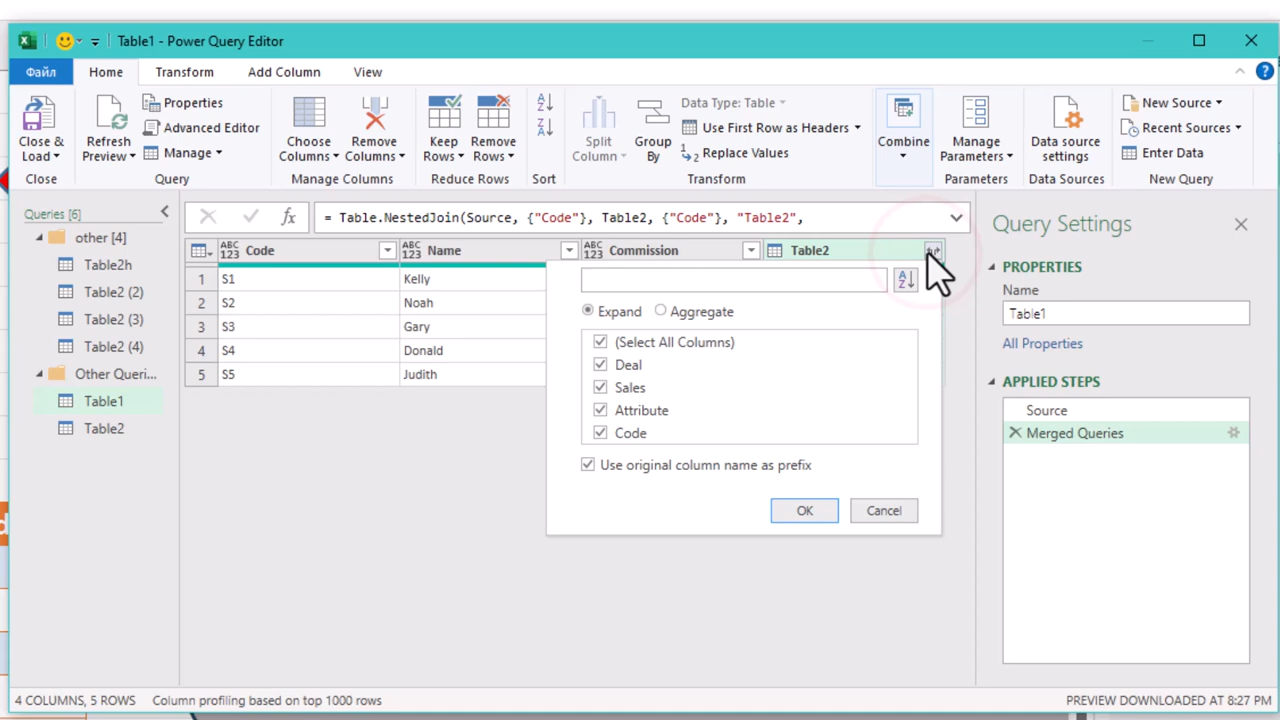 Table1 - Power Query Editor
Файл Home Transform Add Column View
Close & Load Refresh Preview Properties Advanced Editor Manage Choose Columns Remove Columns Keep Rows Remove Rows Split Column Group By Data Type: Table Use First Row as Headers Replace Values Combine Manage Parameters Data source settings New Source Recent Sources Enter Data
Close Query Manage Columns Reduce Rows Sort Transform Parameters Data Sources New Query
Queries [6]
other [4]
Table2h
Table2 (2)
Table2 (3)
Table2 (4)
Other Queri...
Table1
Table2
= Table.NestedJoin(Source, {"Code"}, Table2, {"Code"}, "Table2",
ABC 123 Code ABC 123 Name ABC 123 Commission Table2
1 S1 Kelly
2 S2 Noah
3 S3 Gary
4 S4 Donald
5 S5 Judith
Expand Aggregate
(Select All Columns)
Deal
Sales
Attribute
Code
Use original column name as prefix
OK Cancel
Query Settings
PROPERTIES
Name
Table1
All Properties
APPLIED STEPS
Source
Merged Queries
4 COLUMNS, 5 ROWS Column profiling based on top 1000 rows PREVIEW DOWNLOADED AT 8:27 PM